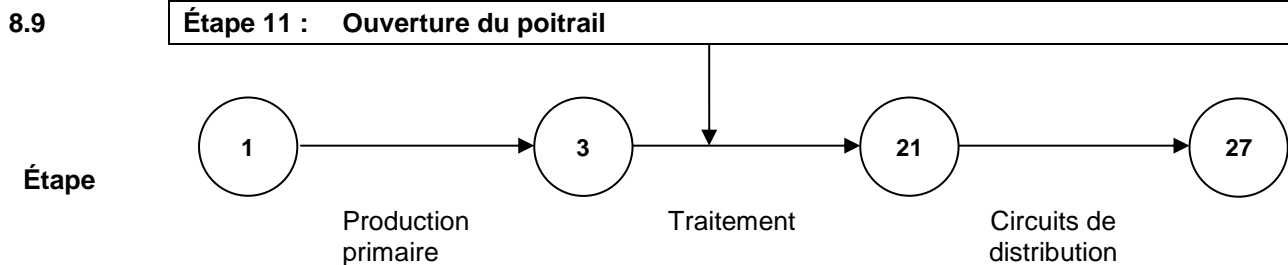 8.9 Étape 11 : Ouverture du poitrail
1 3 21 27
Étape
Production primaire
Traitement
Circuits de distribution